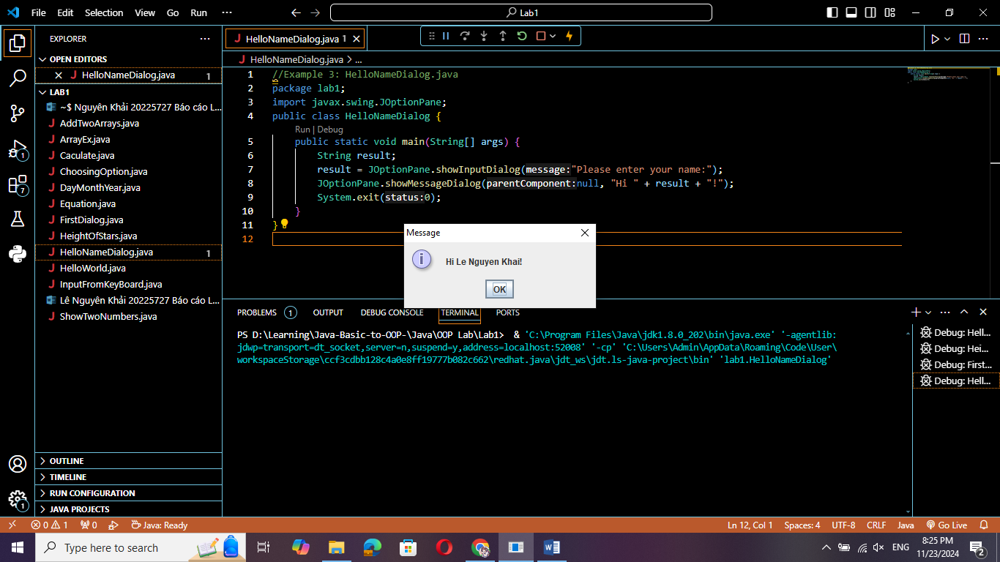 File Edit Selection View Go Run ··· Lab1
EXPLORER ···
OPEN EDITORS
HelloNameDialog.java 1
LAB1
~$ Nguyên Khải 20225727 Báo cáo L...
AddTwoArrays.java
ArrayEx.java
Caculate.java
ChoosingOption.java
DayMonthYear.java
Equation.java
FirstDialog.java
HeightOfStars.java
HelloNameDialog.java 1
HelloWorld.java
InputFromKeyBoard.java
Lê Nguyên Khải 20225727 Báo cáo L...
ShowTwoNumbers.java
1
7
OUTLINE
TIMELINE
RUN CONFIGURATION
JAVA PROJECTS
1
HelloNameDialog.java 1
HelloNameDialog.java > ...
1 //Example 3: HelloNameDialog.java
2 package lab1;
3 import javax.swing.JOptionPane;
4 public class HelloNameDialog {
Run | Debug
5 public static void main(String[] args) {
6 String result;
7 result = JOptionPane.showInputDialog(message:"Please enter your name:");
8 JOptionPane.showMessageDialog(parentComponent:null, "Hi " + result + "!");
9 System.exit(status:0);
10 }
11 }
12
Message
Hi Le Nguyen Khai!
OK
PROBLEMS 1 OUTPUT DEBUG CONSOLE TERMINAL PORTS
PS D:\Learning\Java-Basic-to-OOP-\Java\OOP Lab\Lab1> & 'C:\Program Files\Java\jdk1.8.0_202\bin\java.exe' '-agentlib:
jdwp=transport=dt_socket,server=n,suspend=y,address=localhost:52008' '-cp' 'C:\Users\Admin\AppData\Roaming\Code\User\
workspaceStorage\ccf3cdbb128c4a0e8ff19777b082c662\redhat.java\jdt_ws\jdt.ls-java-project\bin' 'lab1.HelloNameDialog'
Debug: Hell...
Debug: Hei...
Debug: First...
Debug: Hell...
0 1 0 Java: Ready Ln 12, Col 1 Spaces: 4 UTF-8 CRLF Java Go Live
Type here to search
ENG
8:25 PM
11/23/2024
2